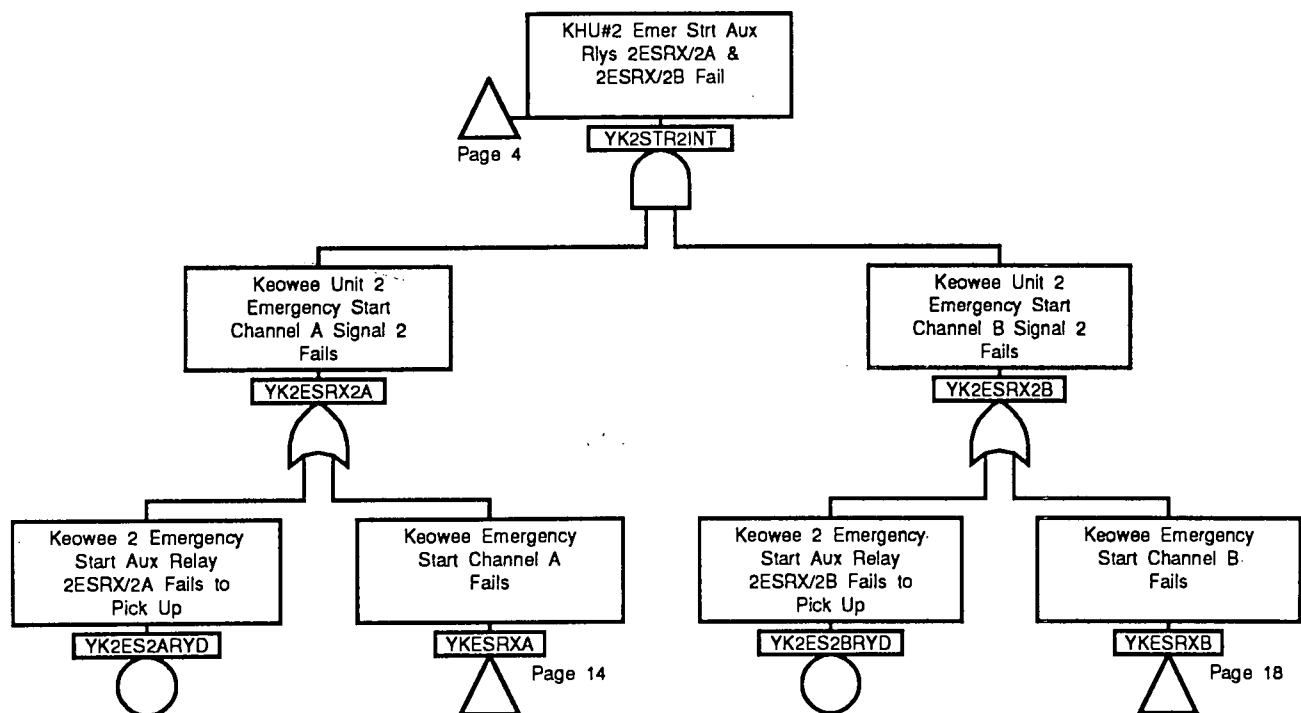 KHU#2 Emer Strt Aux
Rlys 2ESRX/2A &
2ESRX/2B Fail
Page 4
YK2STR2INT
Keowee Unit 2
Emergency Start
Channel A Signal 2
Fails
YK2ESRX2A
Keowee Unit 2
Emergency Start
Channel B Signal 2
Fails
YK2ESRX2B
Keowee 2 Emergency
Start Aux Relay
2ESRX/2A Fails to
Pick Up
YK2ES2ARYD
Keowee Emergency
Start Channel A
Fails
YKESRXA
Page 14
Keowee 2 Emergency
Start Aux Relay
2ESRX/2B Fails to
Pick Up
YK2ES2BRYD
Keowee Emergency
Start Channel B
Fails
YKESRXB
Page 18